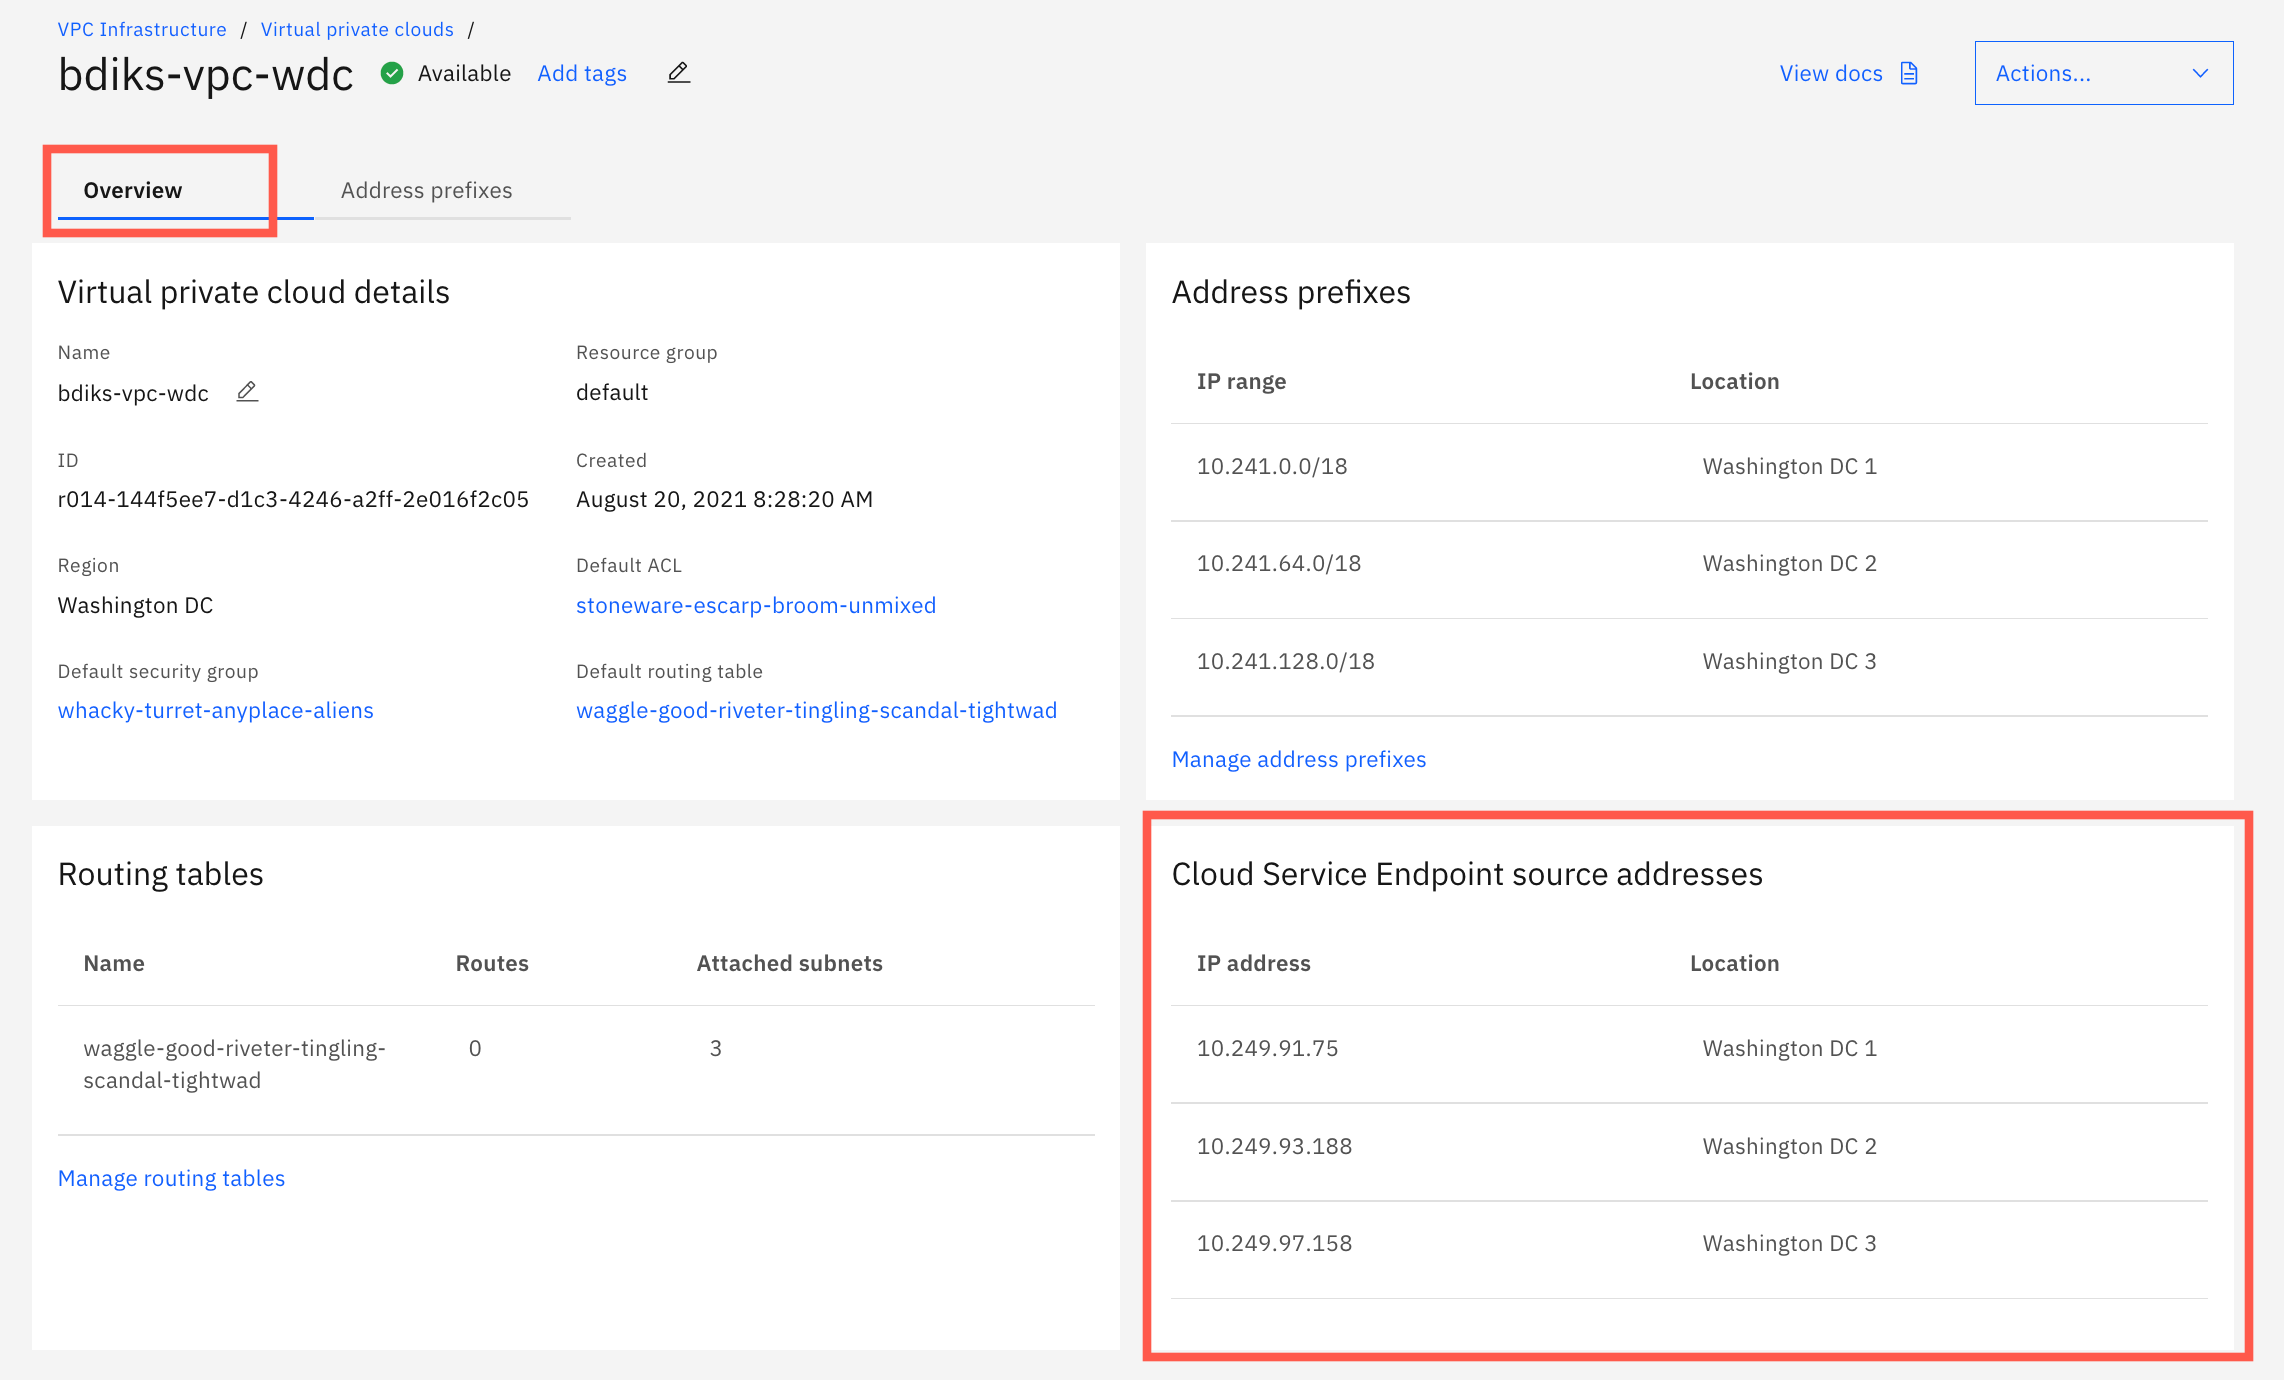 VPC Infrastructure / Virtual private clouds /
bdiks-vpc-wdc Available Add tags
View docs Actions...
Overview Address prefixes
Virtual private cloud details
Name Resource group
bdiks-vpc-wdc default
ID Created
r014-144f5ee7-d1c3-4246-a2ff-2e016f2c05 August 20, 2021 8:28:20 AM
Region Default ACL
Washington DC stoneware-escarp-broom-unmixed
Default security group Default routing table
whacky-turret-anyplace-aliens waggle-good-riveter-tingling-scandal-tightwad
Address prefixes
IP range Location
10.241.0.0/18 Washington DC 1
10.241.64.0/18 Washington DC 2
10.241.128.0/18 Washington DC 3
Manage address prefixes
Routing tables
Name Routes Attached subnets
waggle-good-riveter-tingling- 0 3
scandal-tightwad
Manage routing tables
Cloud Service Endpoint source addresses
IP address Location
10.249.91.75 Washington DC 1
10.249.93.188 Washington DC 2
10.249.97.158 Washington DC 3